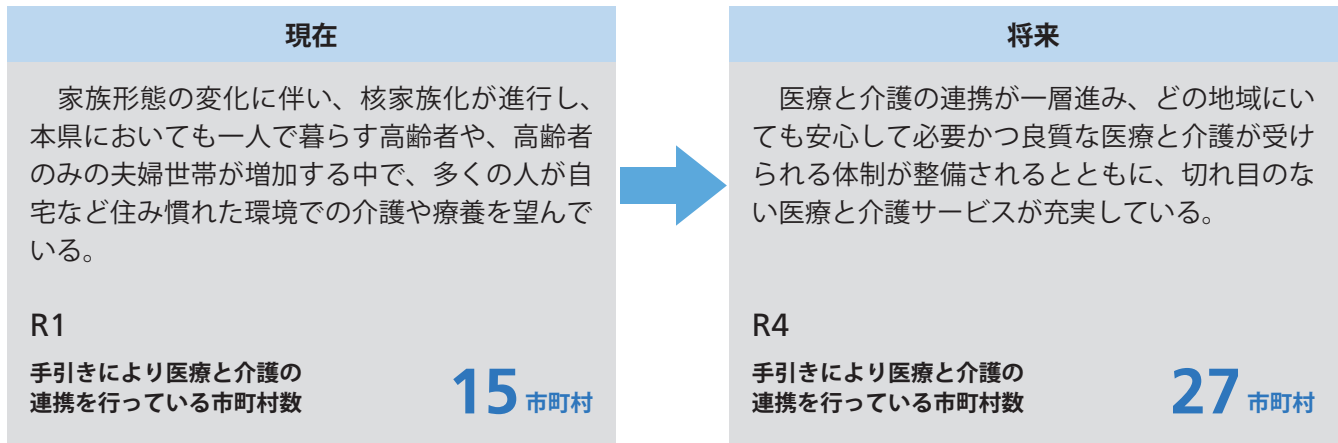 現在
家族形態の変化に伴い、核家族化が進行し、
本県においても一人で暮らす高齢者や、高齢者
のみの夫婦世帯が増加する中で、多くの人が自
宅など住み慣れた環境での介護や療養を望んで
いる。
R1
手引きにより医療と介護の
連携を行っている市町村数
15 市町村
将来
医療と介護の連携が一層進み、どの地域にい
ても安心して必要かつ良質な医療と介護が受け
られる体制が整備されるとともに、切れ目のな
い医療と介護サービスが充実している。
R4
手引きにより医療と介護の
連携を行っている市町村数
27 市町村